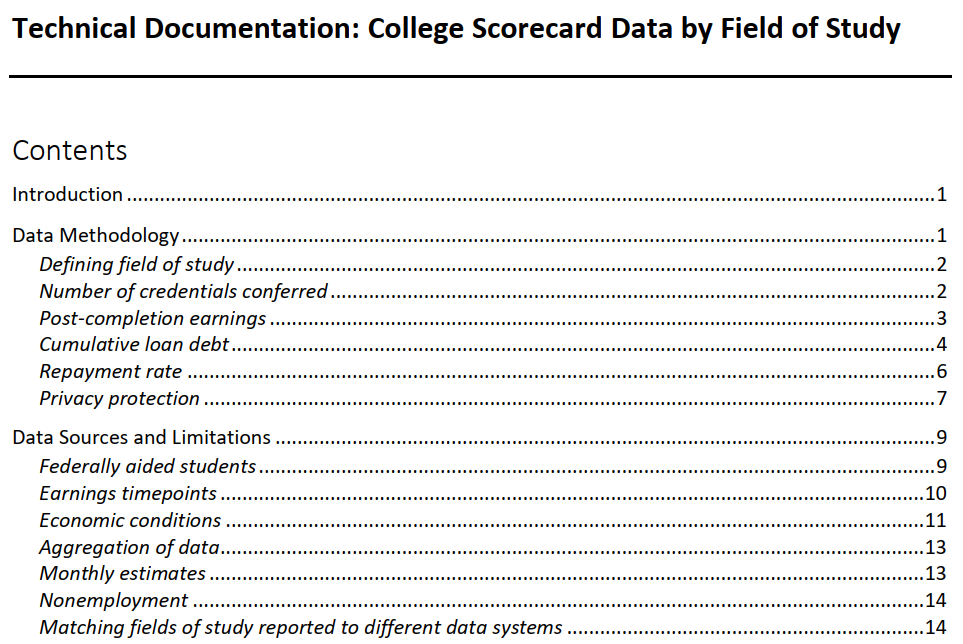 Technical Documentation: College Scorecard Data by Field of Study
Contents
Introduction ........ 1
Data Methodology ........ 1
Defining field of study ........ 2
Number of credentials conferred ........ 2
Post-completion earnings ........ 3
Cumulative loan debt ........ 4
Repayment rate ........ 6
Privacy protection ........ 7
Data Sources and Limitations ........ 9
Federally aided students ........ 9
Earnings timepoints ........ 10
Economic conditions ........ 11
Aggregation of data ........ 13
Monthly estimates ........ 13
Nonemployment ........ 14
Matching fields of study reported to different data systems ........ 14